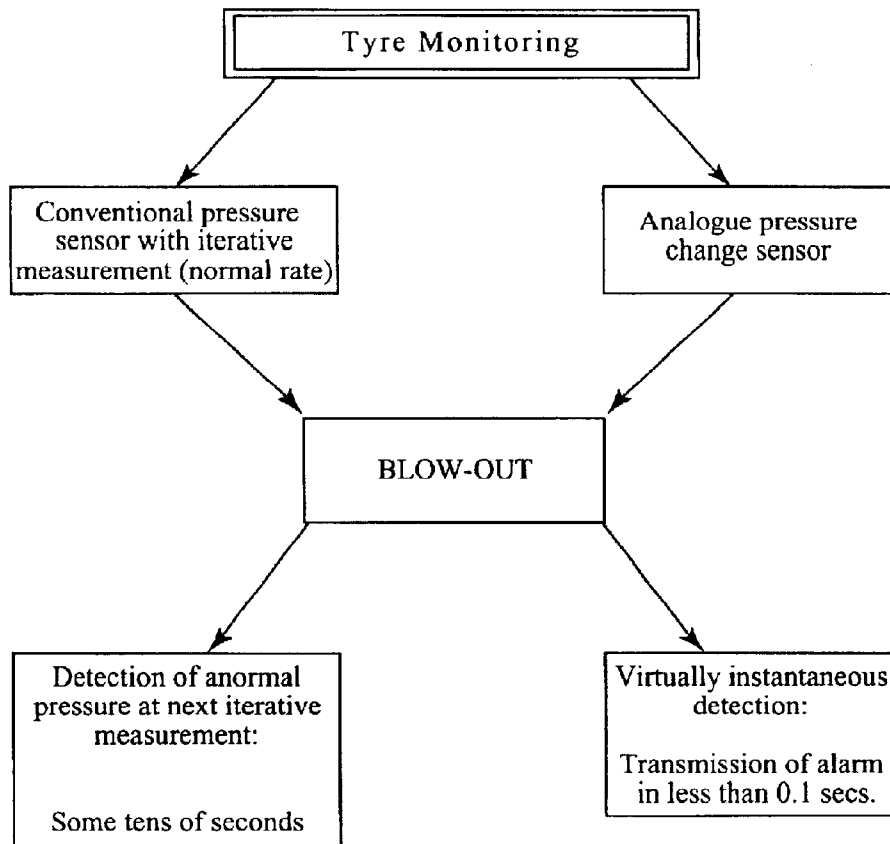 Tyre Monitoring
Conventional pressure
sensor with iterative
measurement (normal rate)
Analogue pressure
change sensor
BLOW-OUT
Detection of anormal
pressure at next iterative
measurement:
Some tens of seconds
Virtually instantaneous
detection:
Transmission of alarm
in less than 0.1 secs.